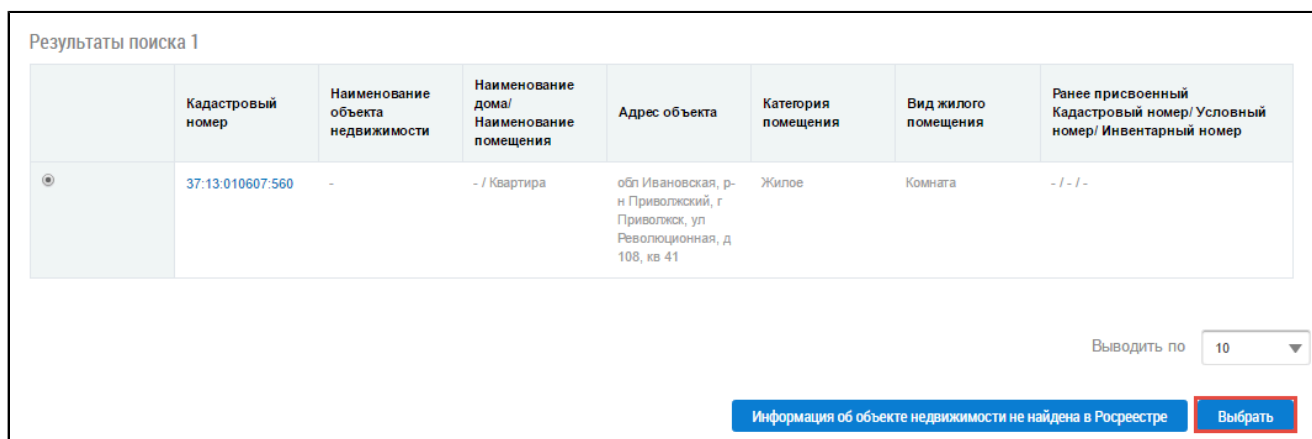 Результаты поиска 1
Кадастровый
номер
Наименование
объекта
недвижимости
Наименование
дома/
Наименование
помещения
Адрес объекта
Категория
помещения
Вид жилого
помещения
Ранее присвоенный
Кадастровый номер/ Условный
номер/ Инвентарный номер
37:13:010607:560
-
- / Квартира
обл Ивановская, р-
н Приволжский, г
Приволжск, ул
Революционная, д
108, кв 41
Жилое
Комната
- / - / -
Выводить по
10
Информация об объекте недвижимости не найдена в Росреестре
Выбрать